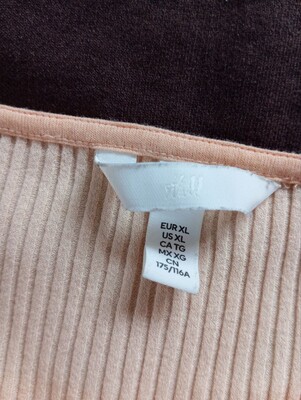 H&M
EUR XL
US XL
CA TG
MX XG
CN
175/116A